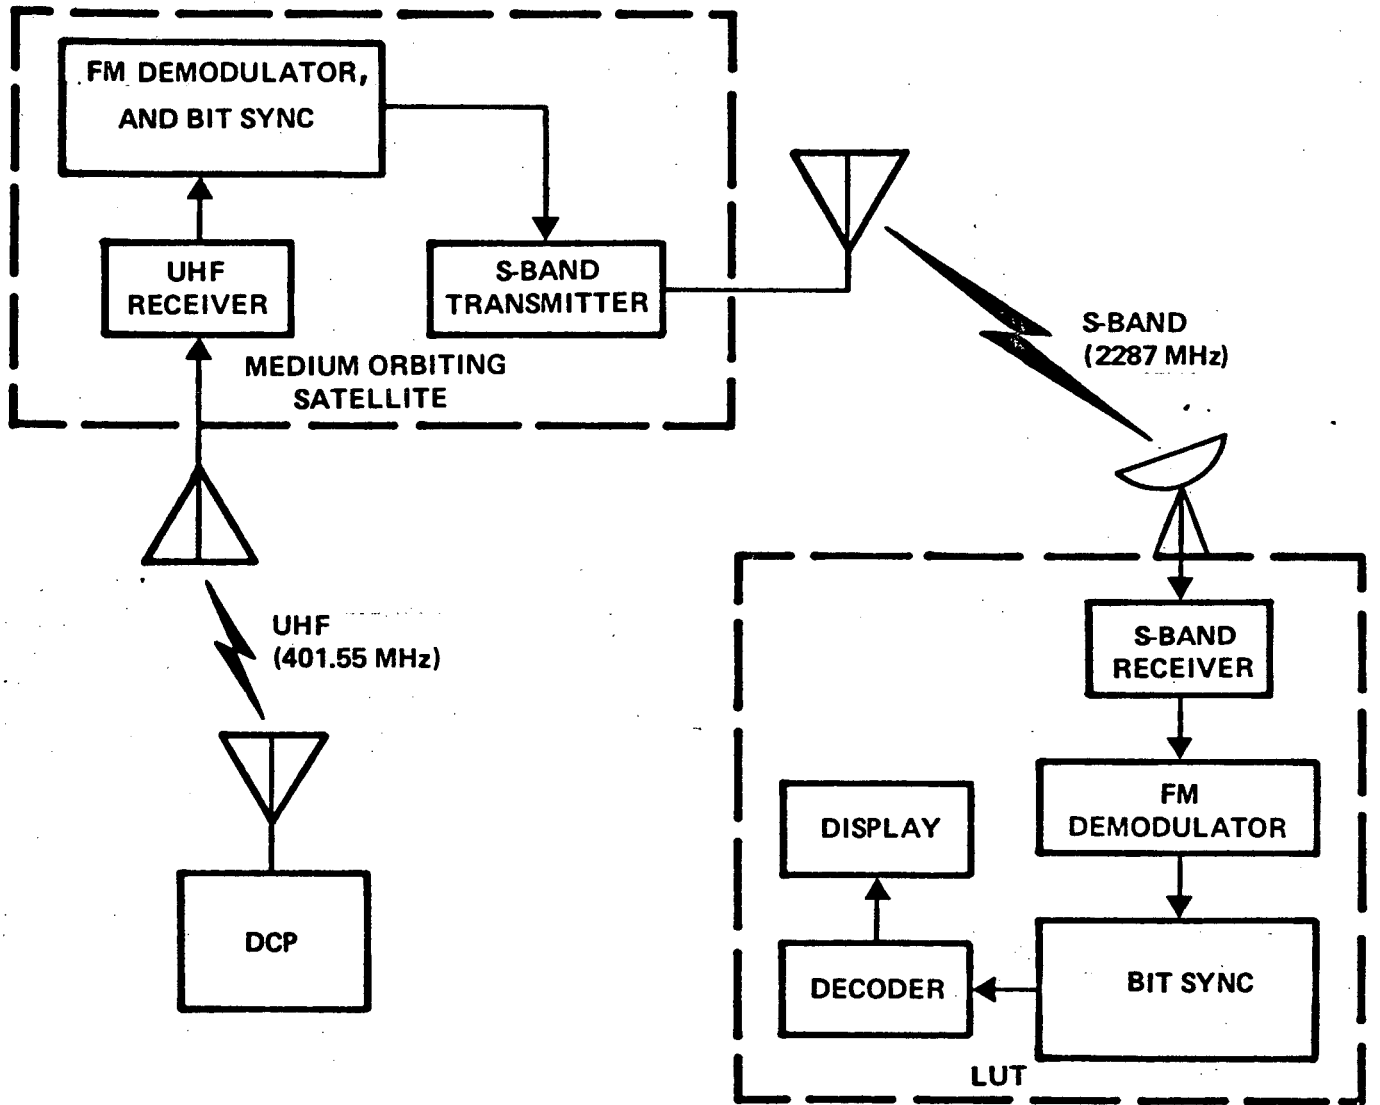 FM DEMODULATOR,
AND BIT SYNC
UHF
RECEIVER
S-BAND
TRANSMITTER
MEDIUM ORBITING
SATELLITE
S-BAND
(2287 MHz)
UHF
(401.55 MHz)
DCP
S-BAND
RECEIVER
FM
DEMODULATOR
BIT SYNC
DECODER
DISPLAY
LUT